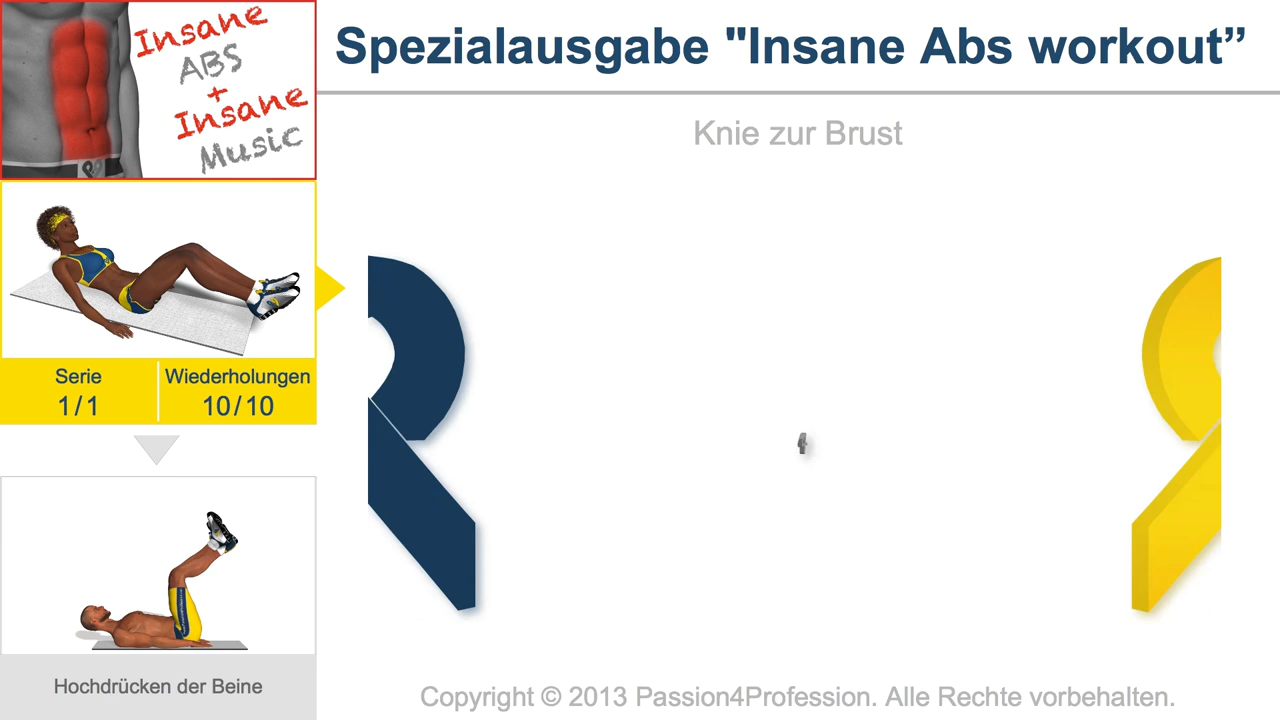 Insane
ABS
+
Insane
Music
Spezialausgabe "Insane Abs workout”
Knie zur Brust
Serie
1/1
Wiederholungen
10/10
Hochdrücken der Beine
4
Copyright © 2013 Passion4Profession. Alle Rechte vorbehalten.